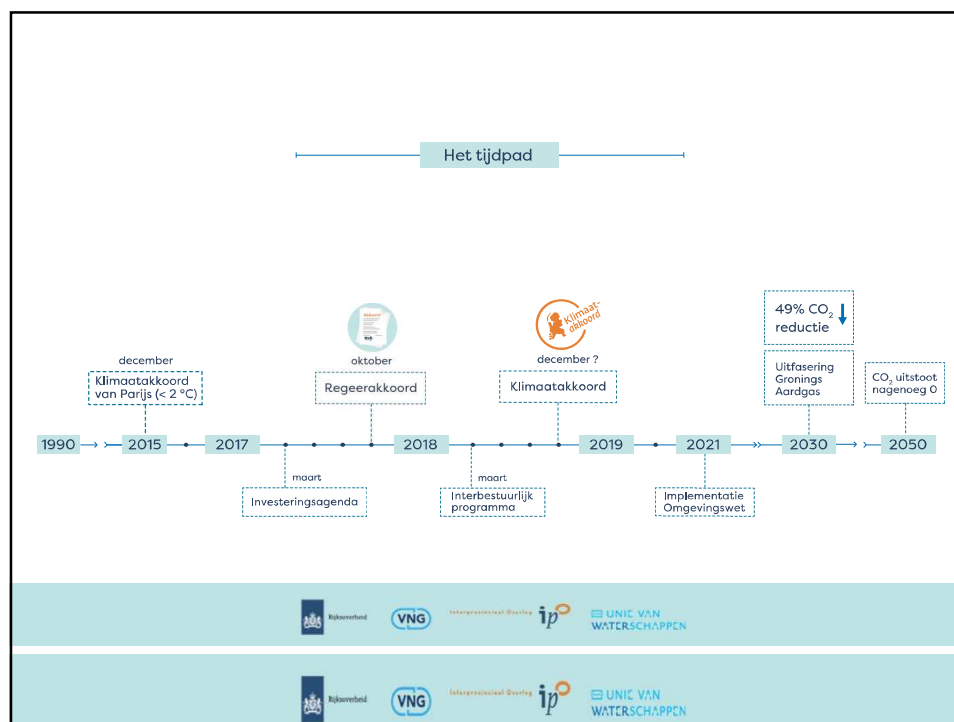 Het tijdpad
49% CO₂
reductie
Klimaat-
akkoord
december
oktober
december ?
Klimaatakkoord
van Parijs (< 2 °C)
Regeerakkoord
Klimaatakkoord
Uitfasering
Gronings
Aardgas
CO₂ uitstoot
nagenoeg 0
1990
2015
2017
2018
2019
2021
2030
2050
maart
maart
Investeringsagenda
Interbestuurlijk
programma
Implementatie
Omgevingswet
Rijksoverheid
VNG
Interprovinciaal Overleg
ipo
UNIE VAN
WATERSCHAPPEN
Rijksoverheid
VNG
Interprovinciaal Overleg
ipo
UNIE VAN
WATERSCHAPPEN